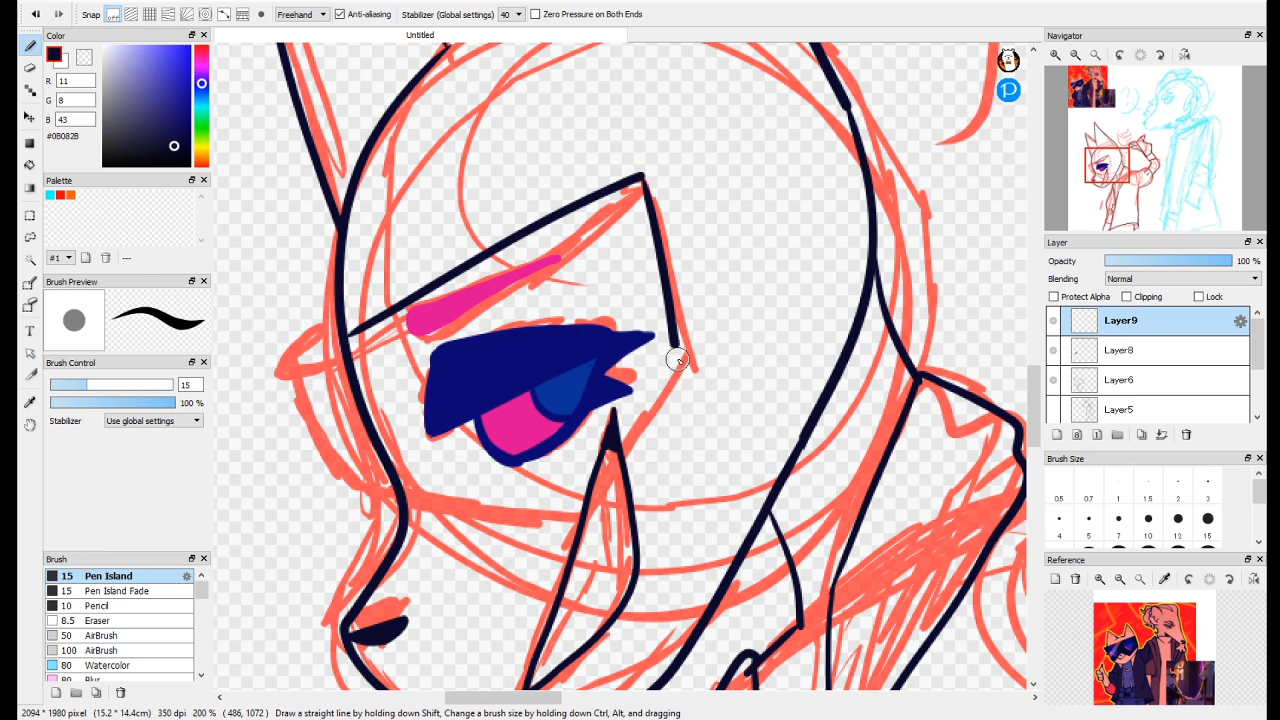 Snap off Freehand Anti-aliasing Stabilizer (Global settings) 40 Zero Pressure on Both Ends
Color
Untitled
R 11
G 8
B 43
#0B082B
Palette
#1 ---
Brush Preview
Brush Control
15
100 %
Stabilizer Use global settings
Brush
15 Pen Island
15 Pen Island Fade
10 Pencil
8.5 Eraser
50 AirBrush
100 AirBrush
80 Watercolor
80 Blur
Navigator
Layer
Opacity 100 %
Blending Normal
Protect Alpha Clipping Lock
Layer9
Layer8
Layer6
Layer5
Brush Size
0.5 0.7 1 1.5 2 3
4 5 7 10 12 15
Reference
2094 * 1980 pixel (15.2 * 14.4cm) 350 dpi 200 % ( 486, 1072 ) Draw a straight line by holding down Shift, Change a brush size by holding down Ctrl, Alt, and dragging